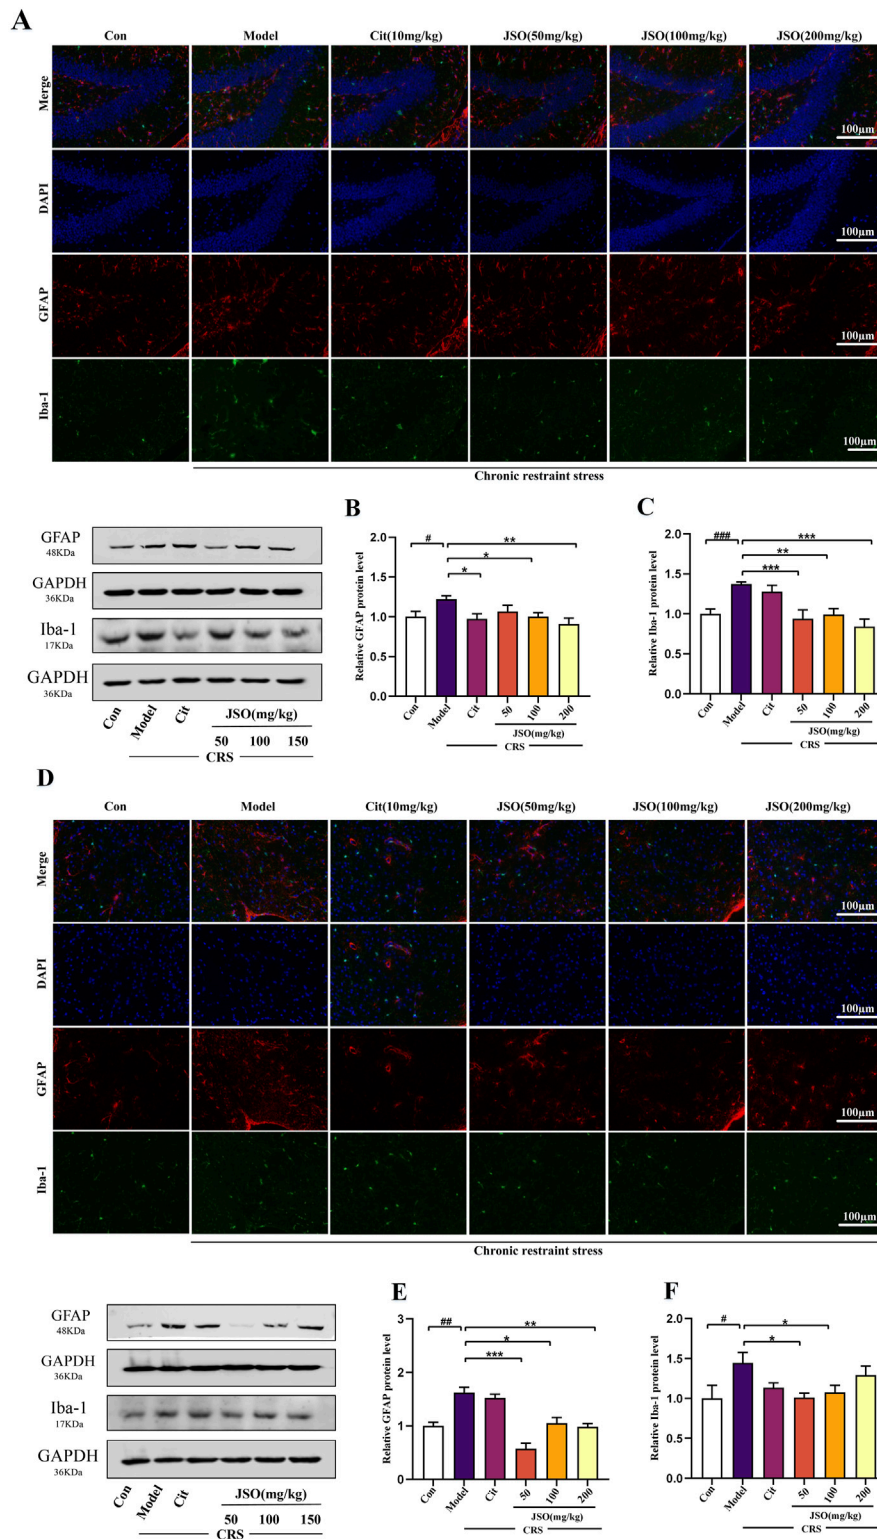 A
Con Model Cit(10mg/kg) JSO(50mg/kg) JSO(100mg/kg) JSO(200mg/kg)
Merge
100μm
DAPI
100μm
GFAP
100μm
Iba-1
100μm
Chronic restraint stress
GFAP
48KDa
GAPDH
36KDa
Iba-1
17KDa
GAPDH
36KDa
Con Model Cit JSO(mg/kg)
50 100 150
CRS
B
Relative GFAP protein level
2.0
1.5
1.0
0.5
0.0
# ** * *
Con Model Cit 50 100 200
JSO(mg/kg)
CRS
C
Relative Iba-1 protein level
2.0
1.5
1.0
0.5
0.0
### *** ** ***
Con Model Cit 50 100 200
JSO(mg/kg)
CRS
D
Con Model Cit(10mg/kg) JSO(50mg/kg) JSO(100mg/kg) JSO(200mg/kg)
Merge
100μm
DAPI
100μm
GFAP
100μm
Iba-1
100μm
Chronic restraint stress
GFAP
48KDa
GAPDH
36KDa
Iba-1
17KDa
GAPDH
36KDa
Con Model Cit JSO(mg/kg)
50 100 150
CRS
E
Relative GFAP protein level
3
2
1
0
## ** * ***
Con Model Cit 50 100 200
JSO(mg/kg)
CRS
F
Relative Iba-1 protein level
2.0
1.5
1.0
0.5
0.0
# * *
Con Model Cit 50 100 200
JSO(mg/kg)
CRS